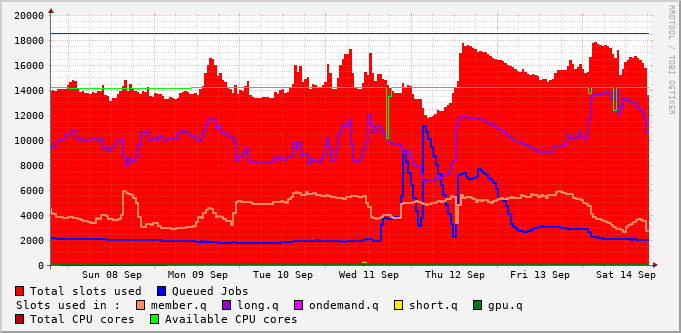 20000
18000
16000
14000
12000
10000
8000
6000
4000
2000
0
Sun 08 Sep Mon 09 Sep Tue 10 Sep Wed 11 Sep Thu 12 Sep Fri 13 Sep Sat 14 Sep
RRDTOOL / TOBI OETIKER
Total slots used Queued Jobs
Slots used in : member.q long.q ondemand.q short.q gpu.q
Total CPU cores Available CPU cores